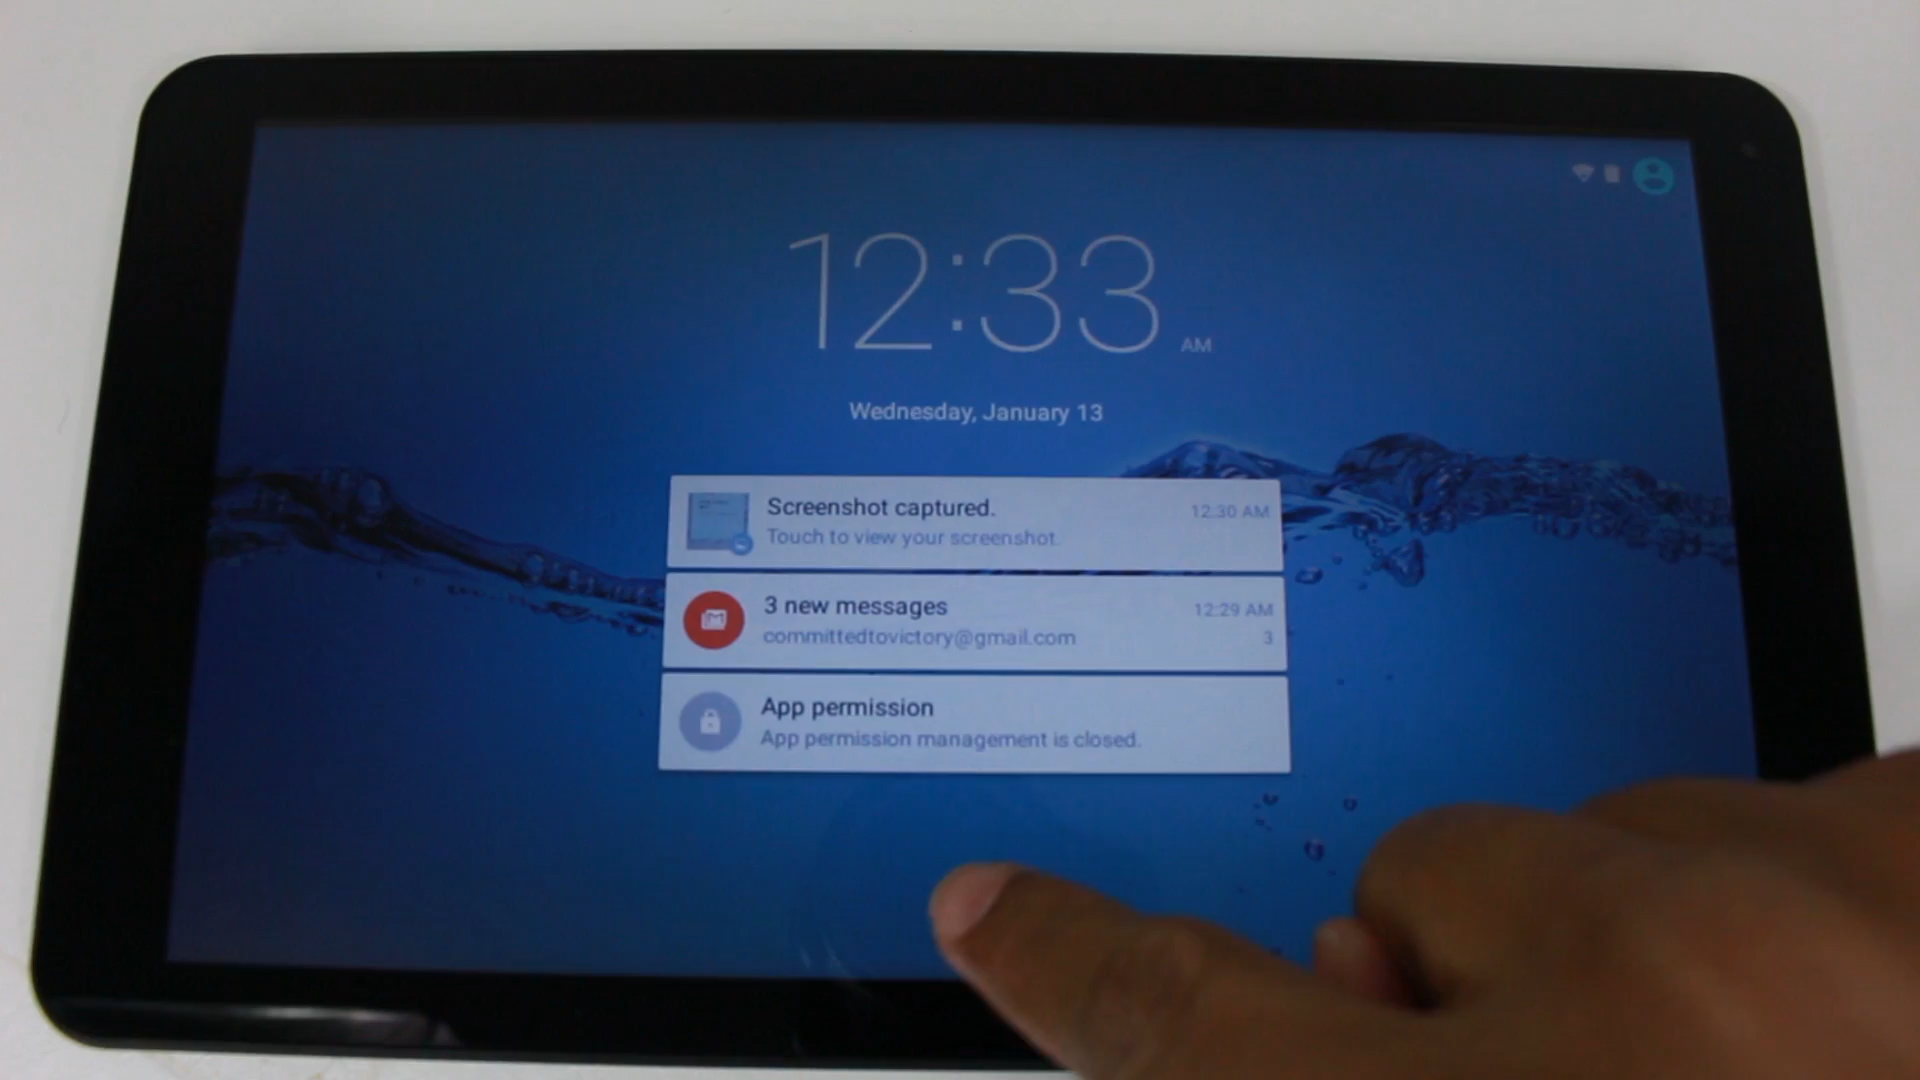 12:33 AM
Wednesday, January 13
Screenshot captured. 12:30 AM
Touch to view your screenshot.
3 new messages 12:29 AM
committedtovictory@gmail.com 3
App permission
App permission management is closed.